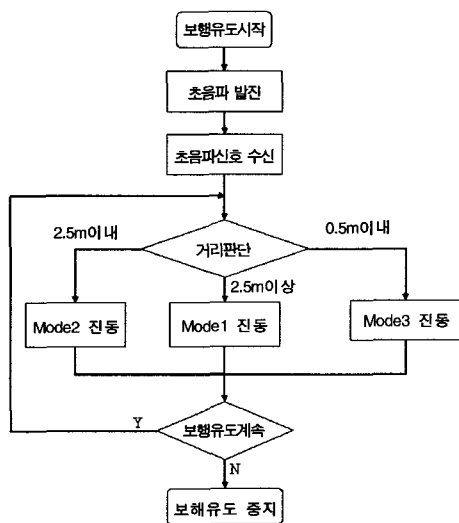 보행유도시작
초음파 발진
초음파신호 수신
2.5m이내
거리판단
0.5m이내
2.5m이상
Mode2 진동
Mode1 진동
Mode3 진동
보행유도계속
Y
N
보해유도 중지